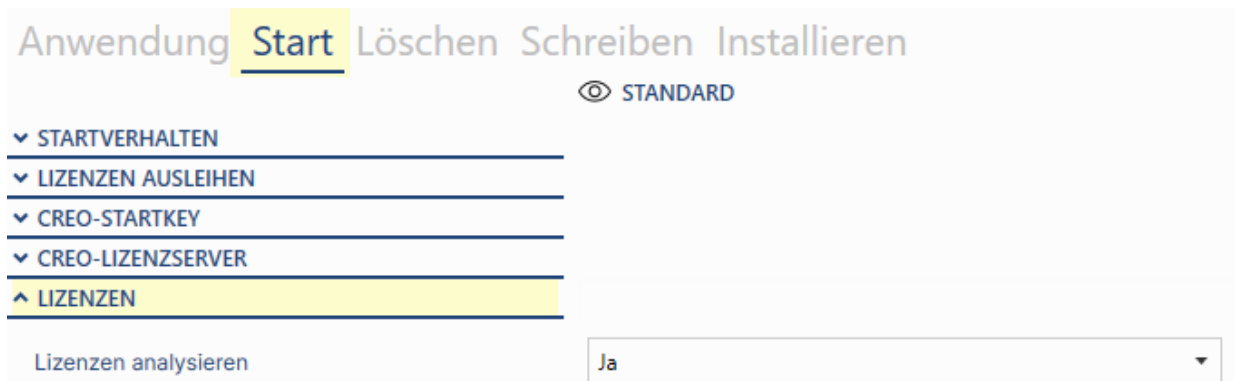 Anwendung Start Löschen Schreiben Installieren
STANDARD
STARTVERHALTEN
LIZENZEN AUSLEIHEN
CREO-STARTKEY
CREO-LIZENZSERVER
LIZENZEN
Lizenzen analysieren Ja